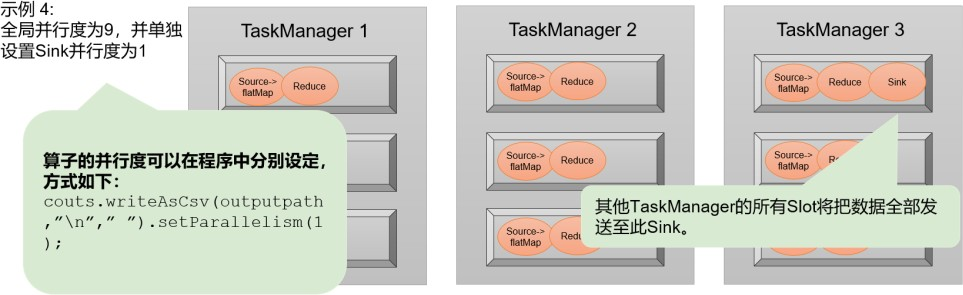 示例 4：
全局并行度为9，并单独
设置Sink并行度为1
TaskManager 1
Source->
flatMap
Reduce
算子的并行度可以在程序中分别设定，
方式如下：
couts.writeAsCsv(outputpath
,”\n”,” ”).setParallelism(1
);
TaskManager 2
Source->
flatMap
Reduce
Source->
flatMap
Reduce
Source->
flatMap
TaskManager 3
Source->
flatMap
Reduce
Sink
Source->
flatMap
其他TaskManager的所有Slot将把数据全部发
送至此Sink。
flatMap